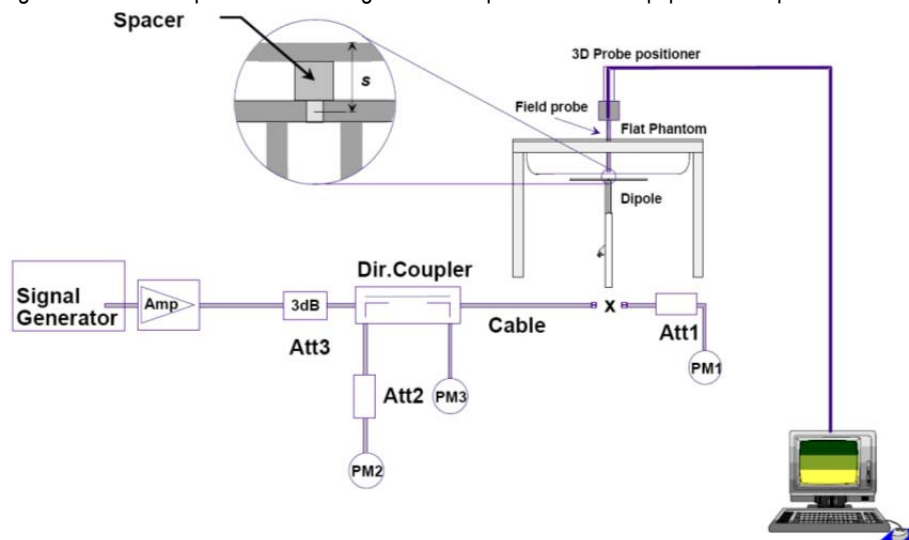 Spacer
s
3D Probe positioner
Field probe
Flat Phantom
Dipole
Dir.Coupler
Signal
Generator
Amp
3dB
Att3
Cable
X
Att1
PM1
Att2
PM3
PM2